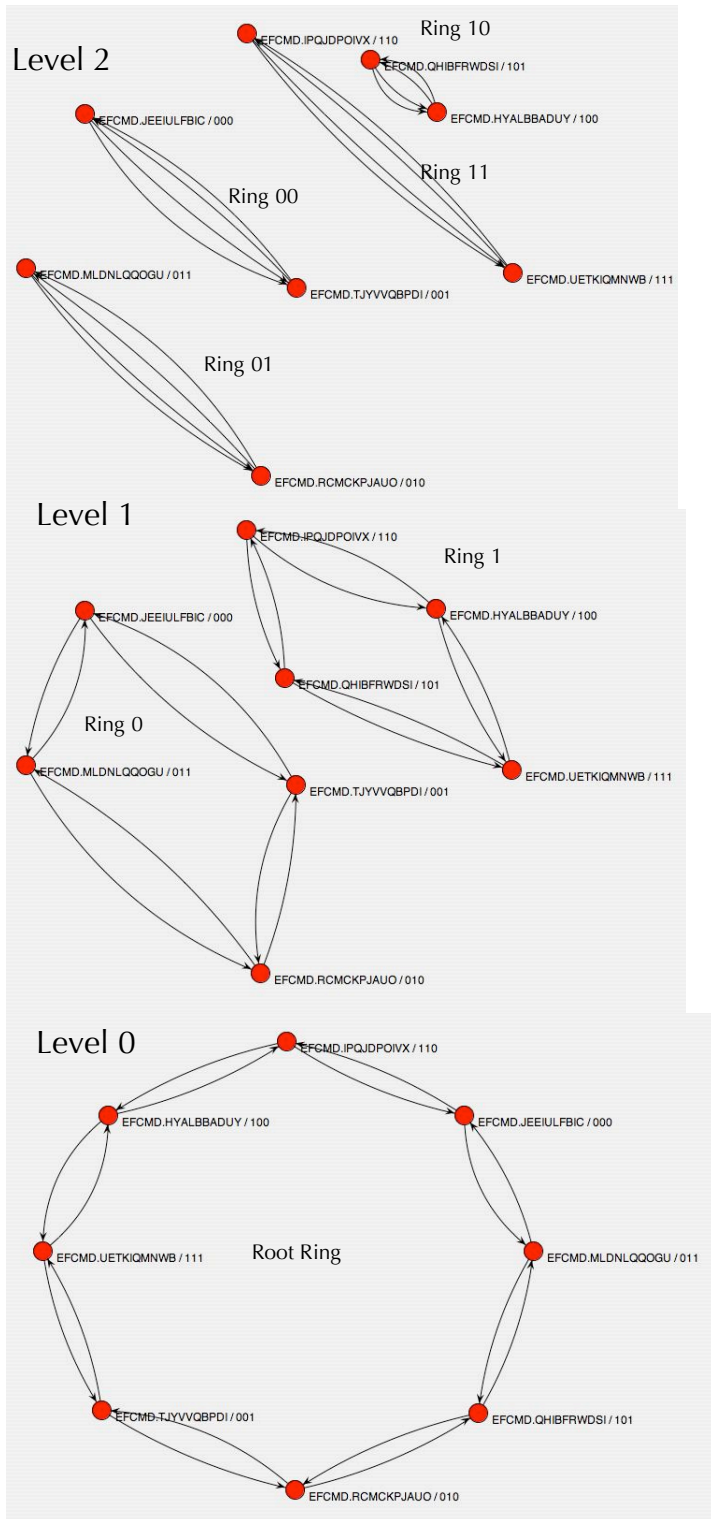 Level 2
EFCMD.IPQJDPOIVX / 110
Ring 10
EFCMD.QHIBFRWDSI / 101
EFCMD.HYALBBADUY / 100
EFCMD.JEEIULFBIC / 000
Ring 11
Ring 00
EFCMD.MLDNLQQOGU / 011
EFCMD.UETKIQMNWB / 111
EFCMD.TJYVVQBPDI / 001
Ring 01
EFCMD.RCMCKPJAUO / 010
Level 1
EFCMD.IPQJDPOIVX / 110
Ring 1
EFCMD.JEEIULFBIC / 000
EFCMD.HYALBBADUY / 100
EFCMD.QHIBFRWDSI / 101
Ring 0
EFCMD.MLDNLQQOGU / 011
EFCMD.UETKIQMNWB / 111
EFCMD.TJYVVQBPDI / 001
EFCMD.RCMCKPJAUO / 010
Level 0
EFCMD.IPQJDPOIVX / 110
EFCMD.HYALBBADUY / 100
EFCMD.JEEIULFBIC / 000
EFCMD.UETKIQMNWB / 111
Root Ring
EFCMD.MLDNLQQOGU / 011
EFCMD.TJYVVQBPDI / 001
EFCMD.QHIBFRWDSI / 101
EFCMD.RCMCKPJAUO / 010